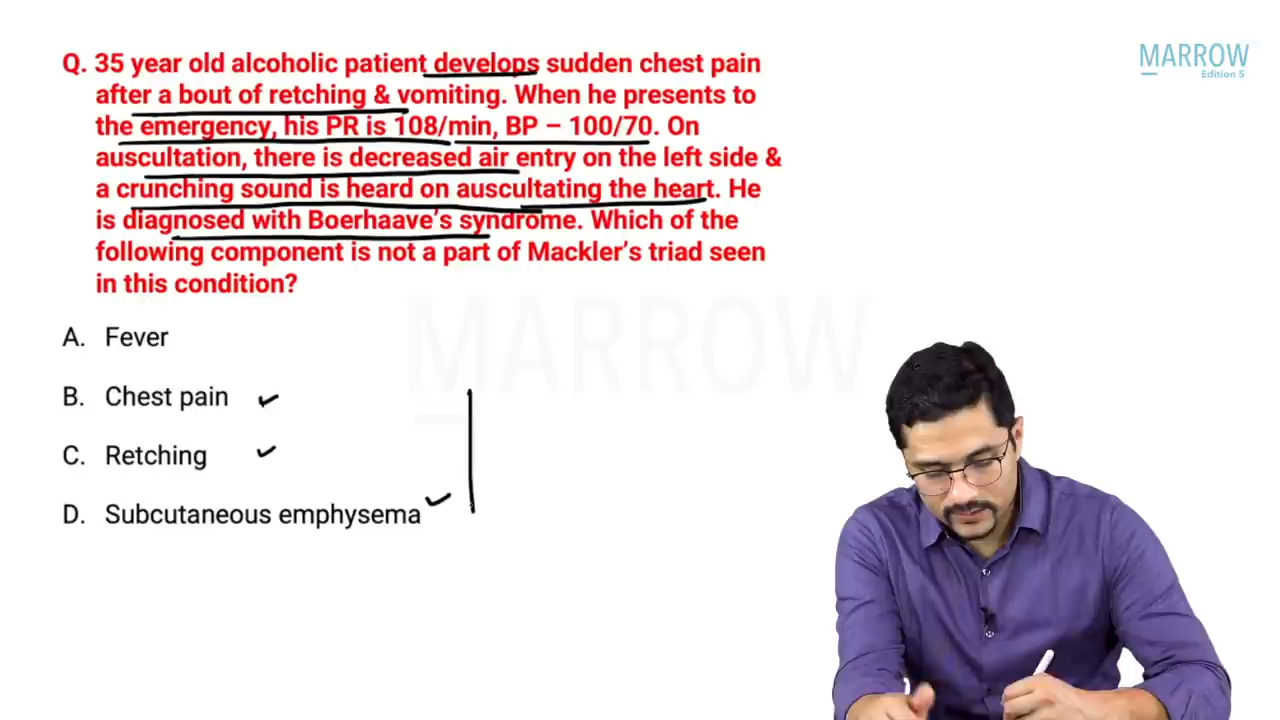 MARROW
Edition 5
Q. 35 year old alcoholic patient develops sudden chest pain
after a bout of retching & vomiting. When he presents to
the emergency, his PR is 108/min, BP – 100/70. On
auscultation, there is decreased air entry on the left side &
a crunching sound is heard on auscultating the heart. He
is diagnosed with Boerhaave’s syndrome. Which of the
following component is not a part of Mackler’s triad seen
in this condition?
MARROW
A. Fever
B. Chest pain
C. Retching
D. Subcutaneous emphysema